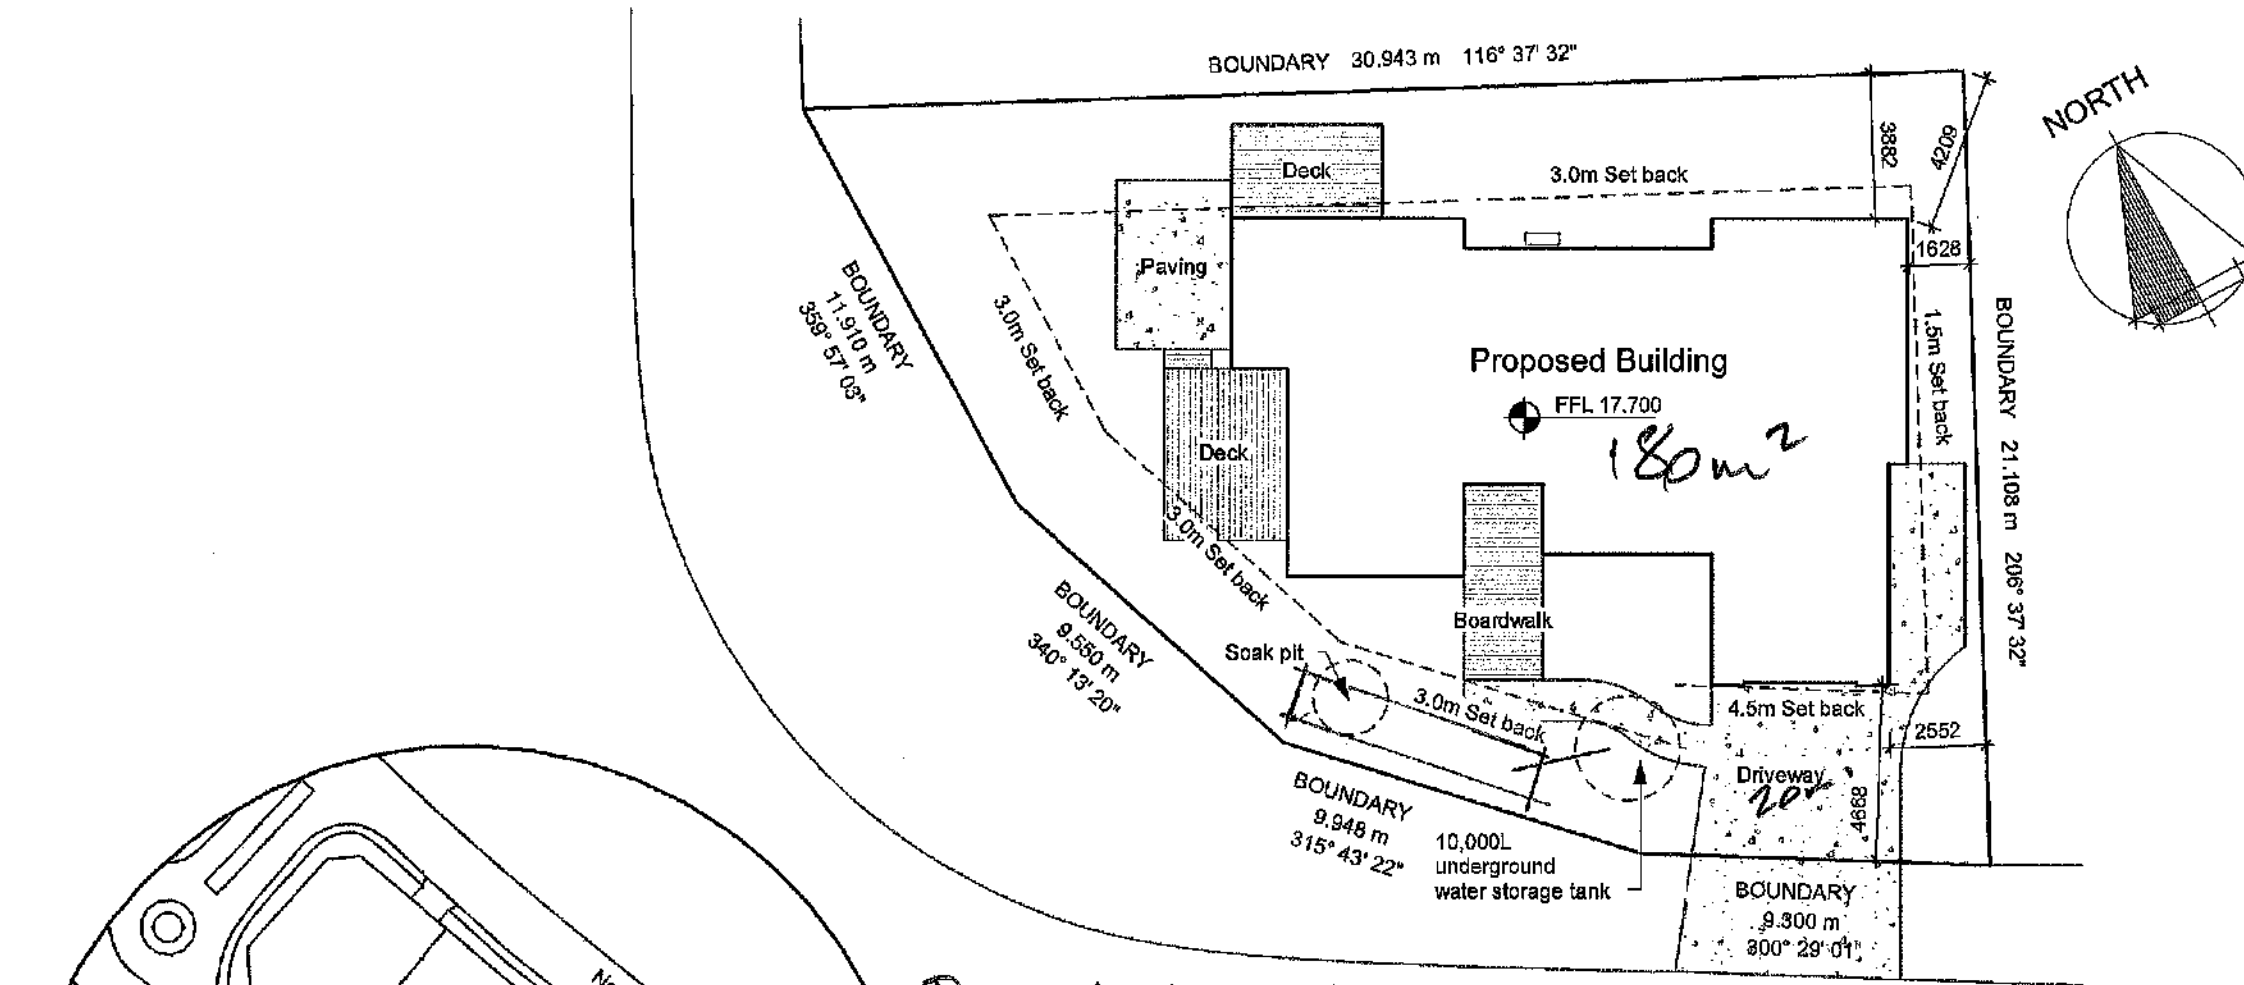 BOUNDARY 30.943 m 116° 37' 32"
NORTH
Deck
3.0m Set back
3882
4209
1628
Paving
BOUNDARY
11.910 m
359° 57' 03"
3.0m Set back
1.5m Set back
BOUNDARY 21.108 m 206° 37' 32"
Proposed Building
FFL 17.700
180m²
Deck
3.0m Set back
BOUNDARY
9.550 m
340° 13' 20"
Boardwalk
Soak pit
3.0m Set back
4.5m Set back
2552
Driveway
4668
BOUNDARY
9.948 m
315° 43' 22"
10,000L
underground
water storage tank
BOUNDARY
9.300 m
300° 29' 01"